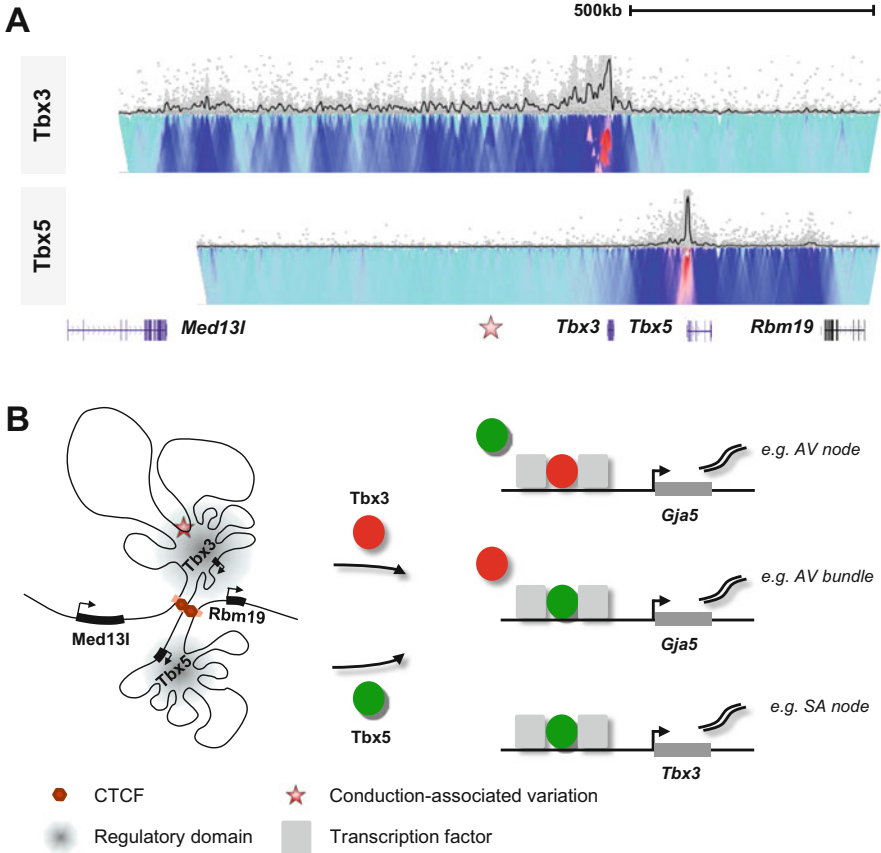 A
500kb
Tbx3
Tbx5
Med13l
Tbx3
Tbx5
Rbm19
B
Tbx3
Med13l
Rbm19
Tbx5
Tbx3
Tbx5
e.g. AV node
Gja5
e.g. AV bundle
Gja5
e.g. SA node
Tbx3
CTCF
Conduction-associated variation
Regulatory domain
Transcription factor